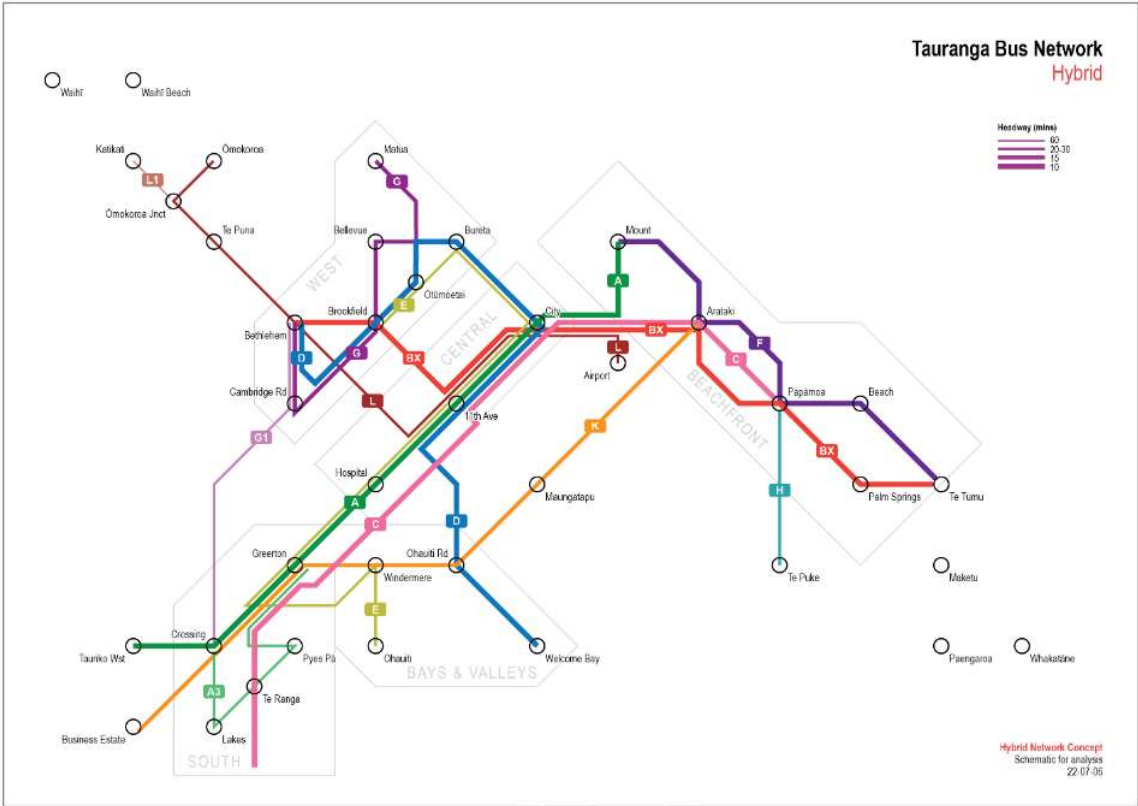 Tauranga Bus Network
Hybrid
Waihī
Waihī Beach
Headway (mins)
60
20-30
15
10
Katikati
Ōmokoroa
Matua
L1
G
Ōmokoroa Jnct
Te Puna
Bellevue
Bureta
Mount
WEST
A
Otūmoetai
E
Brookfield
City
Arataki
Bethlehem
CENTRAL
BX
F
D
G
BX
L
C
Airport
Cambridge Rd
L
11th Ave
BEACHFRONT
Papamoa
Beach
K
G1
BX
Hospital
H
A
Maungatapu
Palm Springs
Te Tumu
C
D
Greerton
Ohauiti Rd
Windermere
Te Puke
Maketu
E
Crossing
Tauriko Wst
Pyes Pā
Ohauiti
Welcome Bay
Paengaroa
Whakatāne
BAYS & VALLEYS
A3
Te Ranga
Business Estate
Lakes
SOUTH
Hybrid Network Concept
Schematic for analysis
22-07-06